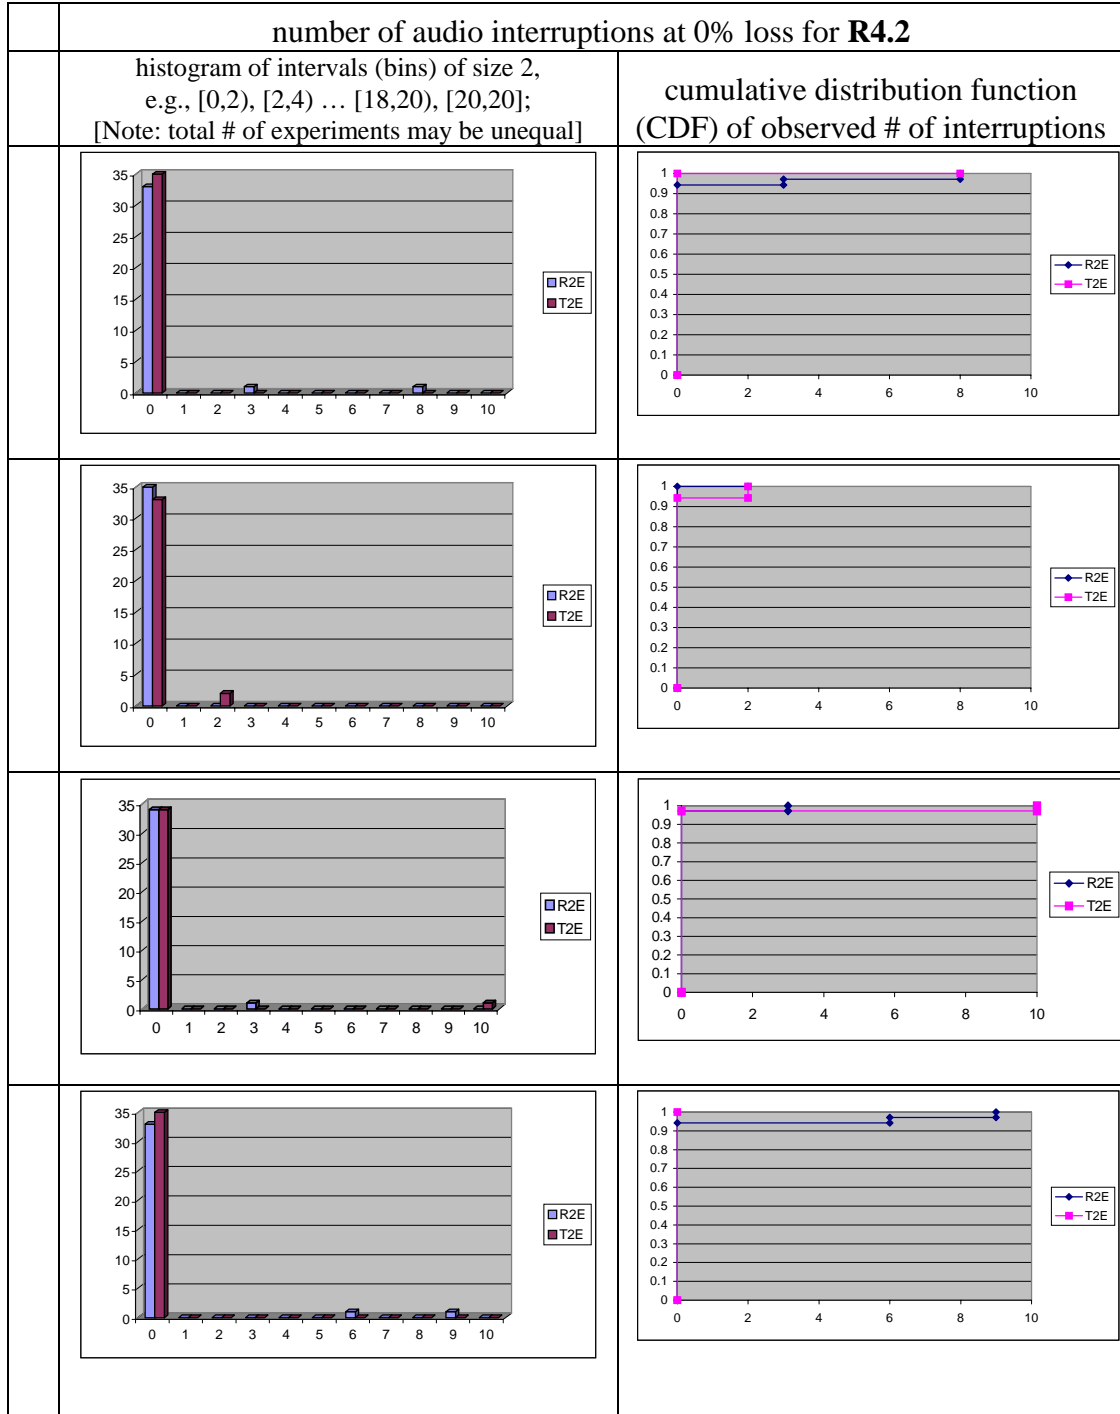 number of audio interruptions at 0% loss for R4.2
histogram of intervals (bins) of size 2,
e.g., [0,2), [2,4) … [18,20), [20,20];
[Note: total # of experiments may be unequal]
cumulative distribution function
(CDF) of observed # of interruptions
35
30
25
20
15
10
5
0
0 1 2 3 4 5 6 7 8 9 10
R2E
T2E
1
0.9
0.8
0.7
0.6
0.5
0.4
0.3
0.2
0.1
0
0 2 4 6 8 10
R2E
T2E
35
30
25
20
15
10
5
0
0 1 2 3 4 5 6 7 8 9 10
R2E
T2E
1
0.9
0.8
0.7
0.6
0.5
0.4
0.3
0.2
0.1
0
0 2 4 6 8 10
R2E
T2E
35
30
25
20
15
10
5
0
0 1 2 3 4 5 6 7 8 9 10
R2E
T2E
1
0.9
0.8
0.7
0.6
0.5
0.4
0.3
0.2
0.1
0
0 2 4 6 8 10
R2E
T2E
35
30
25
20
15
10
5
0
0 1 2 3 4 5 6 7 8 9 10
R2E
T2E
1
0.9
0.8
0.7
0.6
0.5
0.4
0.3
0.2
0.1
0
0 2 4 6 8 10
R2E
T2E